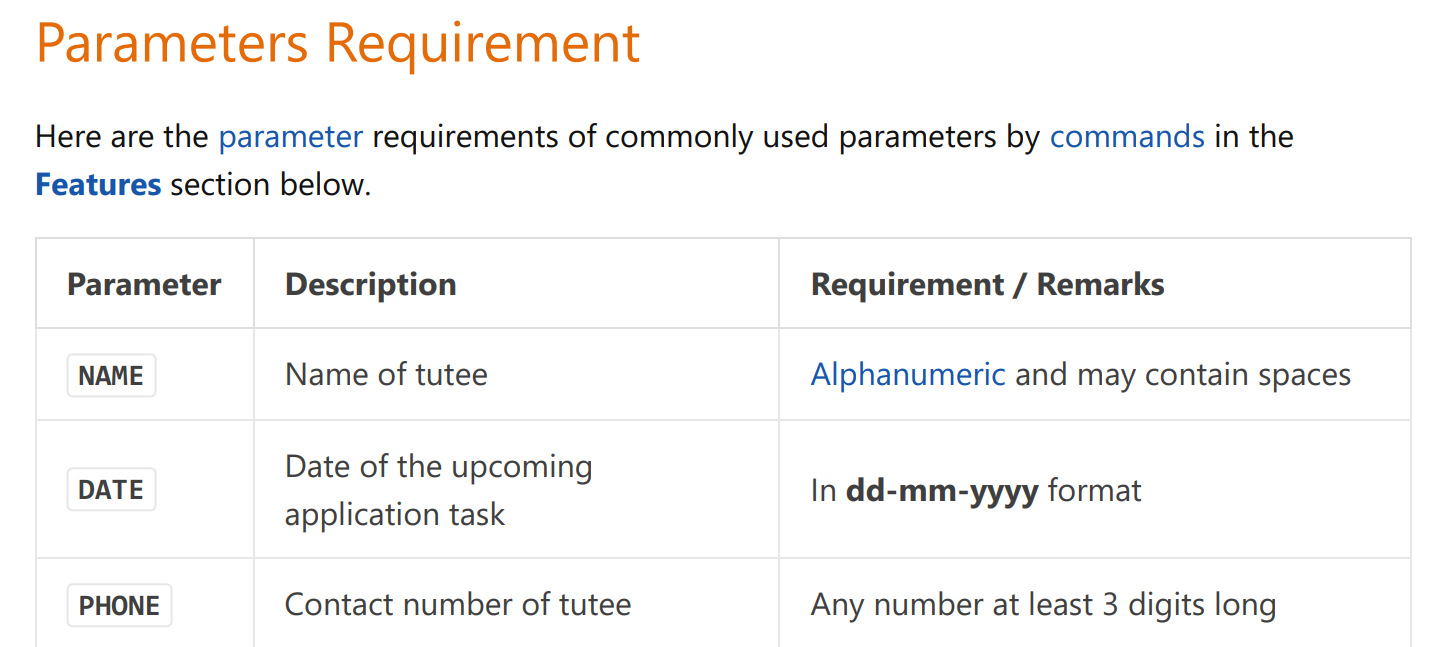 Parameters Requirement
Here are the parameter requirements of commonly used parameters by commands in the
Features section below.
Parameter Description Requirement / Remarks
NAME Name of tutee Alphanumeric and may contain spaces
DATE Date of the upcoming
application task In dd-mm-yyyy format
PHONE Contact number of tutee Any number at least 3 digits long